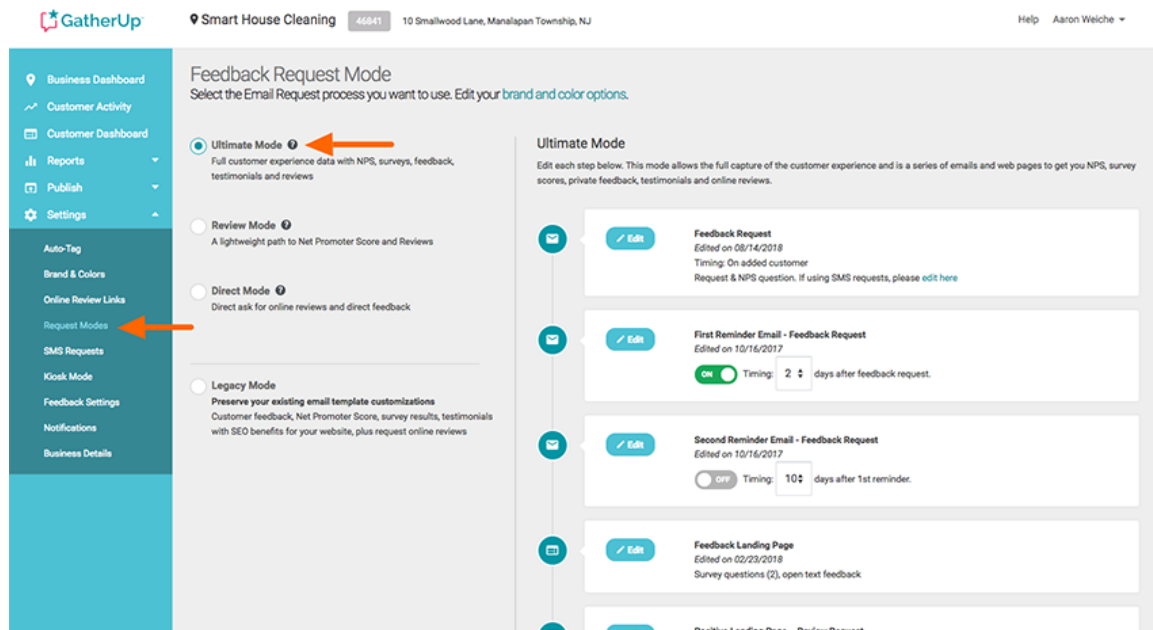 GatherUp
Smart House Cleaning 46841 10 Smallwood Lane, Manalapan Township, NJ
Help Aaron Weiche
Business Dashboard
Customer Activity
Customer Dashboard
Reports
Publish
Settings
Auto-Tag
Brand & Colors
Online Review Links
Request Modes
SMS Requests
Kiosk Mode
Feedback Settings
Notifications
Business Details
Feedback Request Mode
Select the Email Request process you want to use. Edit your brand and color options.
Ultimate Mode
Full customer experience data with NPS, surveys, feedback,
testimonials and reviews
Review Mode
A lightweight path to Net Promoter Score and Reviews
Direct Mode
Direct ask for online reviews and direct feedback
Legacy Mode
Preserve your existing email template customizations
Customer feedback, Net Promoter Score, survey results, testimonials
with SEO benefits for your website, plus request online reviews
Ultimate Mode
Edit each step below. This mode allows the full capture of the customer experience and is a series of emails and web pages to get you NPS, survey
scores, private feedback, testimonials and online reviews.
Edit
Feedback Request
Edited on 08/14/2018
Timing: On added customer
Request & NPS question. If using SMS requests, please edit here
Edit
First Reminder Email - Feedback Request
Edited on 10/16/2017
ON Timing: 2 days after feedback request.
Edit
Second Reminder Email - Feedback Request
Edited on 10/16/2017
OFF Timing: 10 days after 1st reminder.
Edit
Feedback Landing Page
Edited on 02/23/2018
Survey questions (2), open text feedback